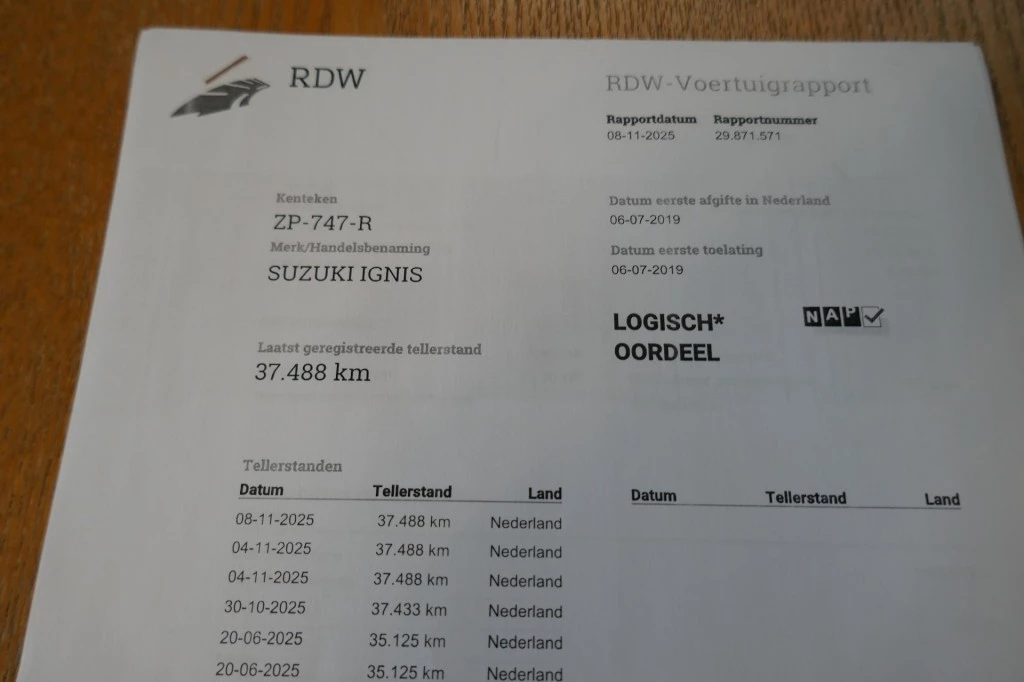 RDW
RDW-Voertuigrapport
Rapportdatum Rapportnummer
08-11-2025 29.871.571
Kenteken
ZP-747-R
Merk/Handelsbenaming
SUZUKI IGNIS
Datum eerste afgifte in Nederland
06-07-2019
Datum eerste toelating
06-07-2019
LOGISCH*
OORDEEL
NAP
Laatst geregistreerde tellerstand
37.488 km
Tellerstanden
Datum Tellerstand Land
08-11-2025 37.488 km Nederland
04-11-2025 37.488 km Nederland
04-11-2025 37.488 km Nederland
30-10-2025 37.433 km Nederland
20-06-2025 35.125 km Nederland
20-06-2025 35.125 km Nederland
Datum Tellerstand Land